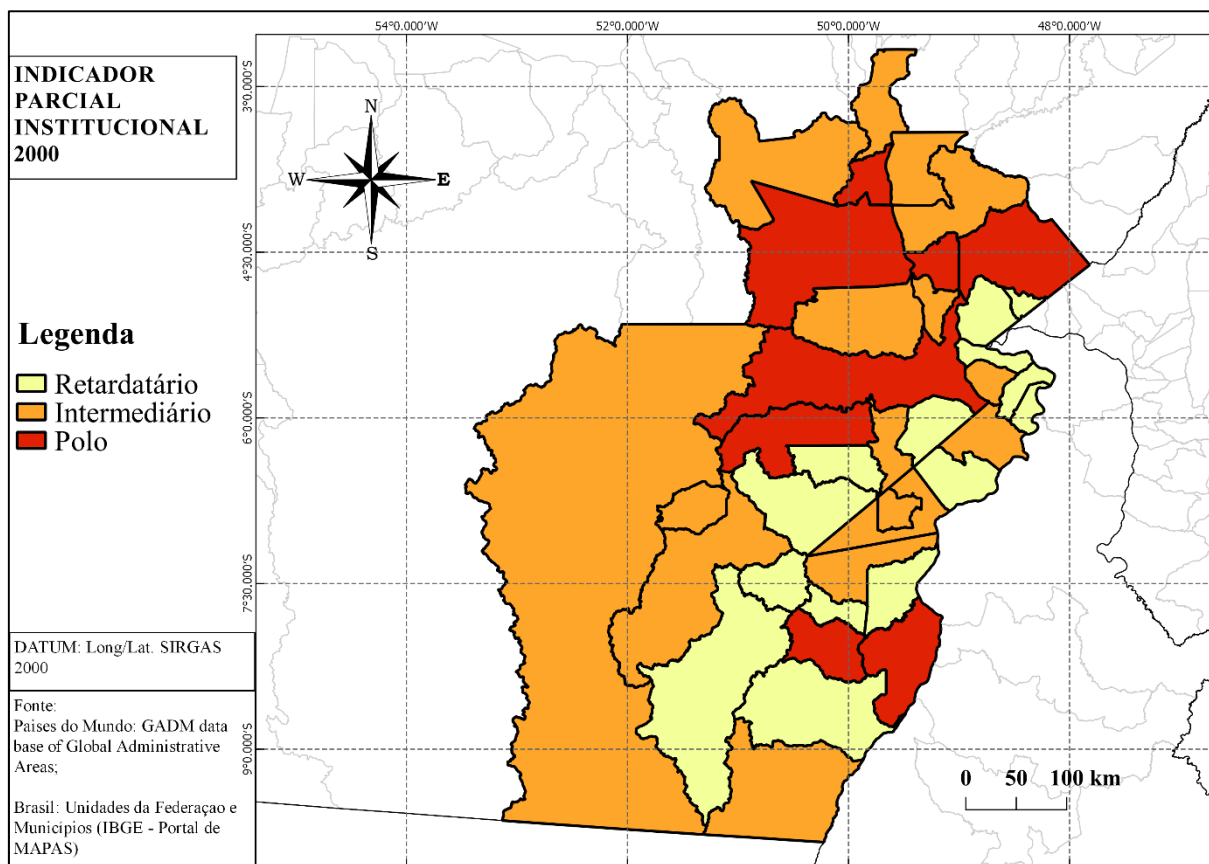 54°0.000'W 52°0.000'W 50°0.000'W 48°0.000'W
INDICADOR
PARCIAL
INSTITUCIONAL
2000
N
W
E
S
3°0.000'S
4°30.000'S
6°0.000'S
7°30.000'S
9°0.000'S
Legenda
Retardatário
Intermediário
Polo
DATUM: Long/Lat. SIRGAS
2000
Fonte:
Paises do Mundo: GADM data
base of Global Administrative
Areas;
Brasil: Unidades da Federaçao e
Municípios (IBGE - Portal de
MAPAS)
0 50 100 km